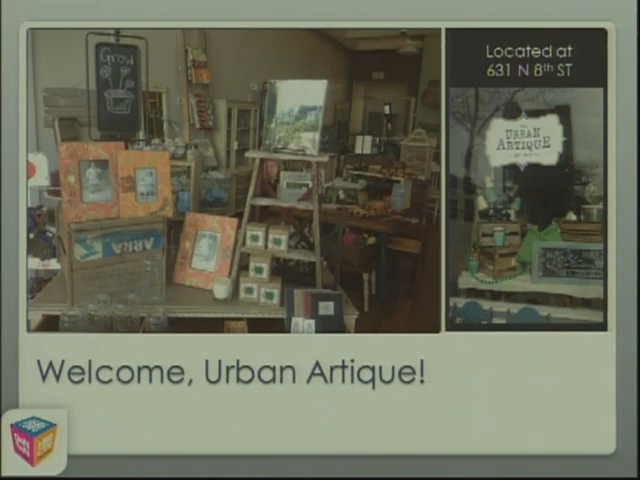 Grow
Located at
631 N 8th ST
URBAN
ARTIQUE
ARKA
Welcome, Urban Artique!